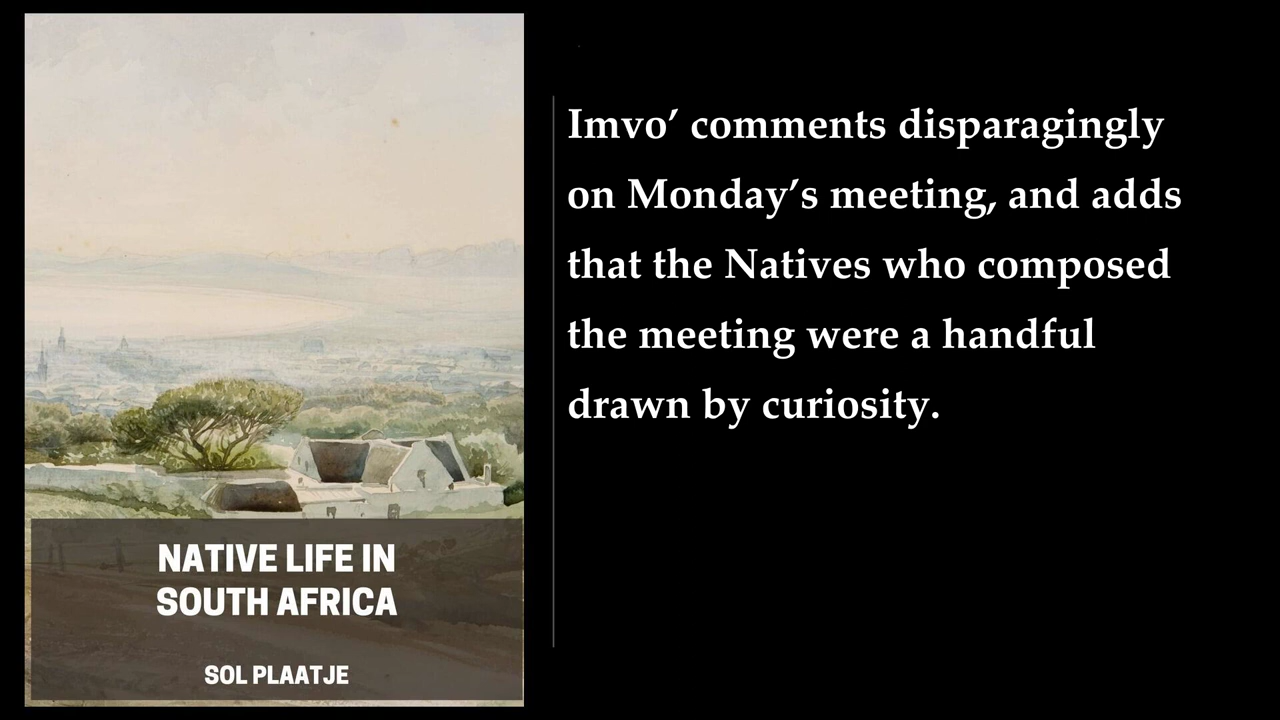 Imvo’ comments disparagingly
on Monday’s meeting, and adds
that the Natives who composed
the meeting were a handful
drawn by curiosity.
NATIVE LIFE IN
SOUTH AFRICA
SOL PLAATJE